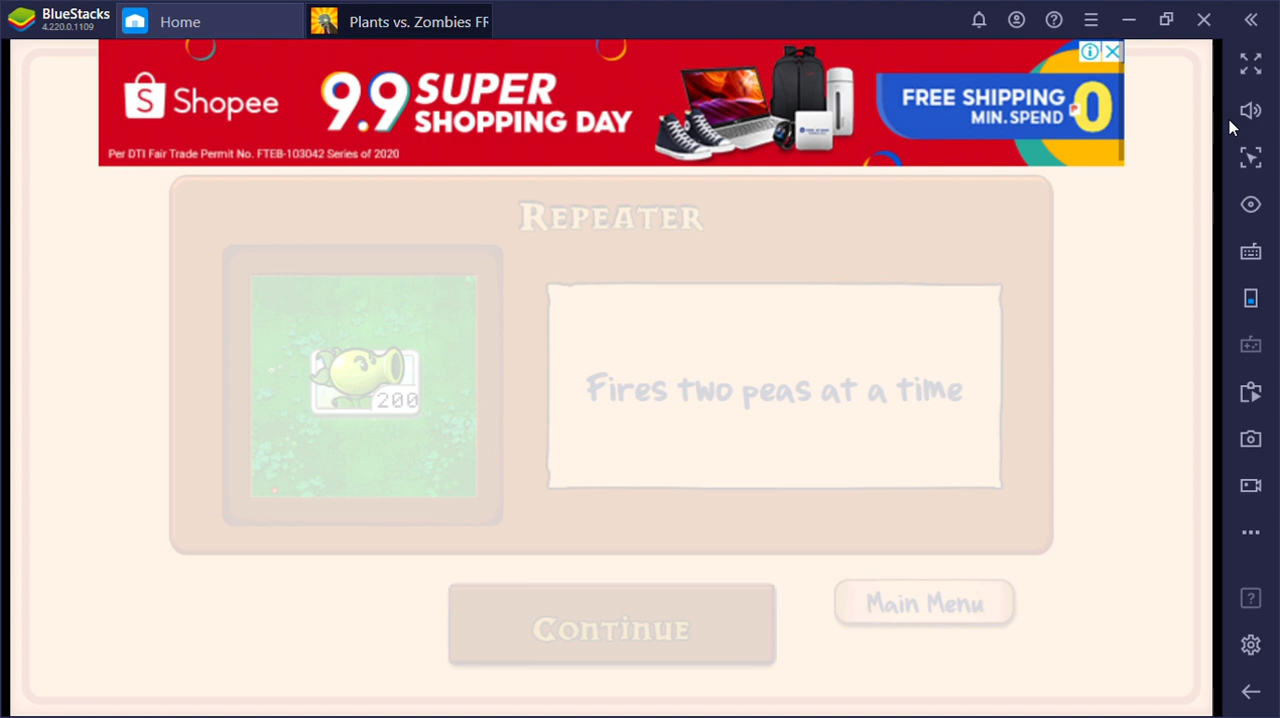 BlueStacks
4.220.0.1109
Home
Plants vs. Zombies FF
Shopee
9.9 SUPER
SHOPPING DAY
FREE SHIPPING
MIN. SPEND ₱0
Per DTI Fair Trade Permit No. FTEB-103042 Series of 2020
REPEATER
200
Fires two peas at a time
CONTINUE
Main Menu